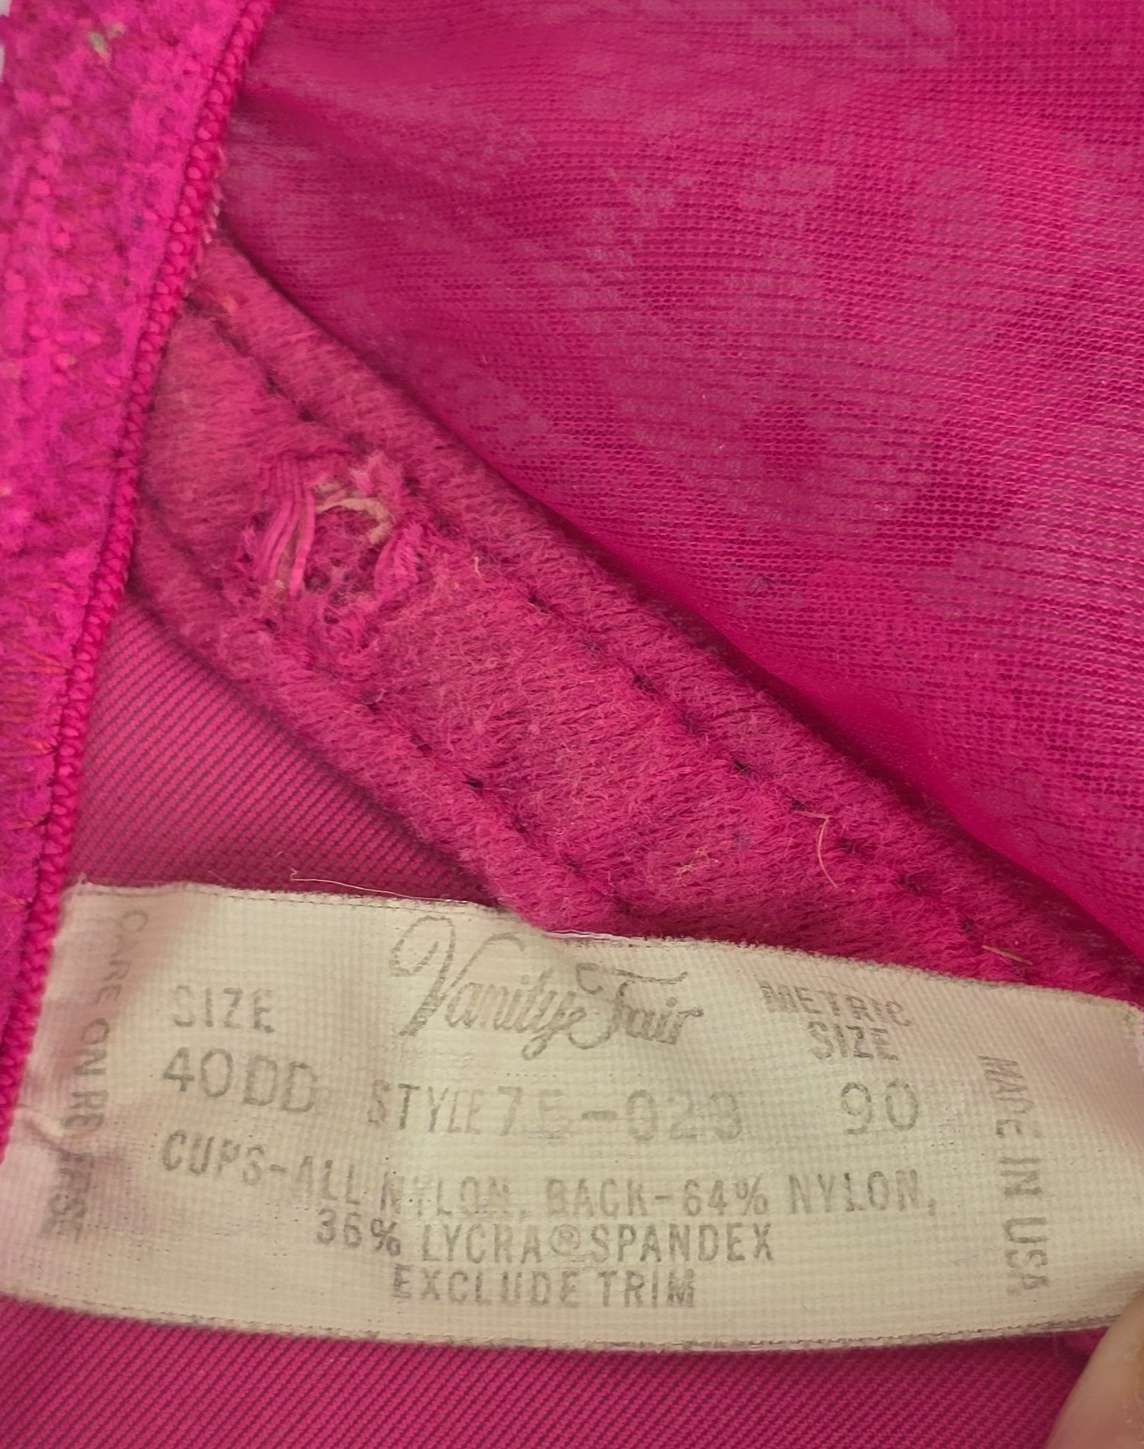 Vanity Fair
SIZE
40DD
METRIC
SIZE
90
STYLE 75-023
CUPS-ALL NYLON, BACK-64% NYLON,
36% LYCRA®SPANDEX
EXCLUDE TRIM
CARE ON REVERSE
MADE IN USA